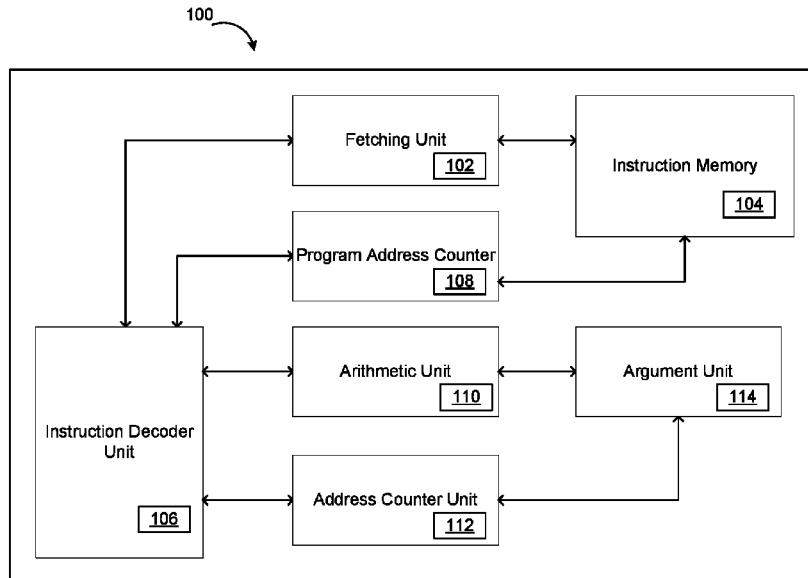 100
Fetching Unit
102
Instruction Memory
104
Program Address Counter
108
Arithmetic Unit
110
Argument Unit
114
Instruction Decoder
Unit
106
Address Counter Unit
112